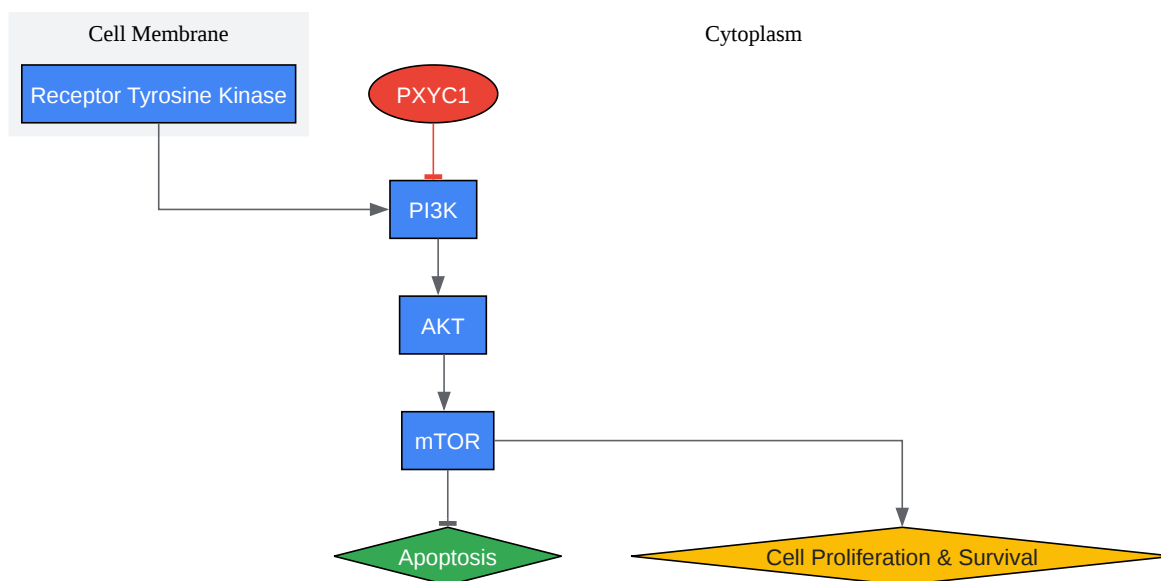 Cell Membrane
Cytoplasm
Receptor Tyrosine Kinase
PXYC1
PI3K
AKT
mTOR
Apoptosis
Cell Proliferation & Survival